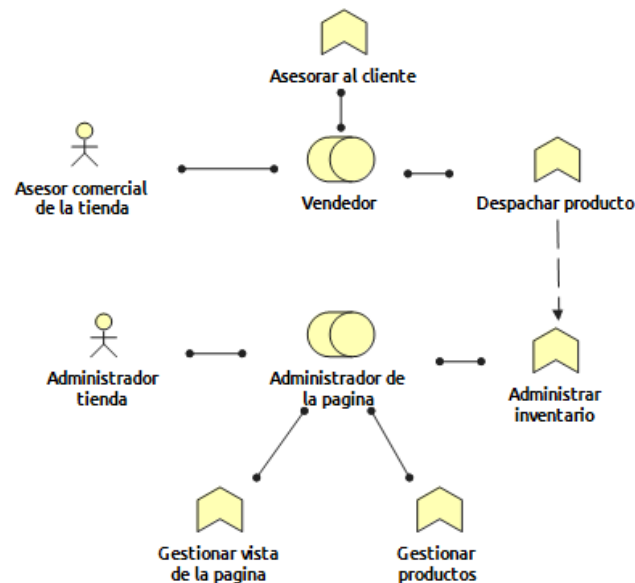 Asesorar al cliente
Asesor comercial
de la tienda
Vendedor
Despachar producto
Administrador
tienda
Administrador de
la pagina
Administrar
inventario
Gestionar vista
de la pagina
Gestionar
productos